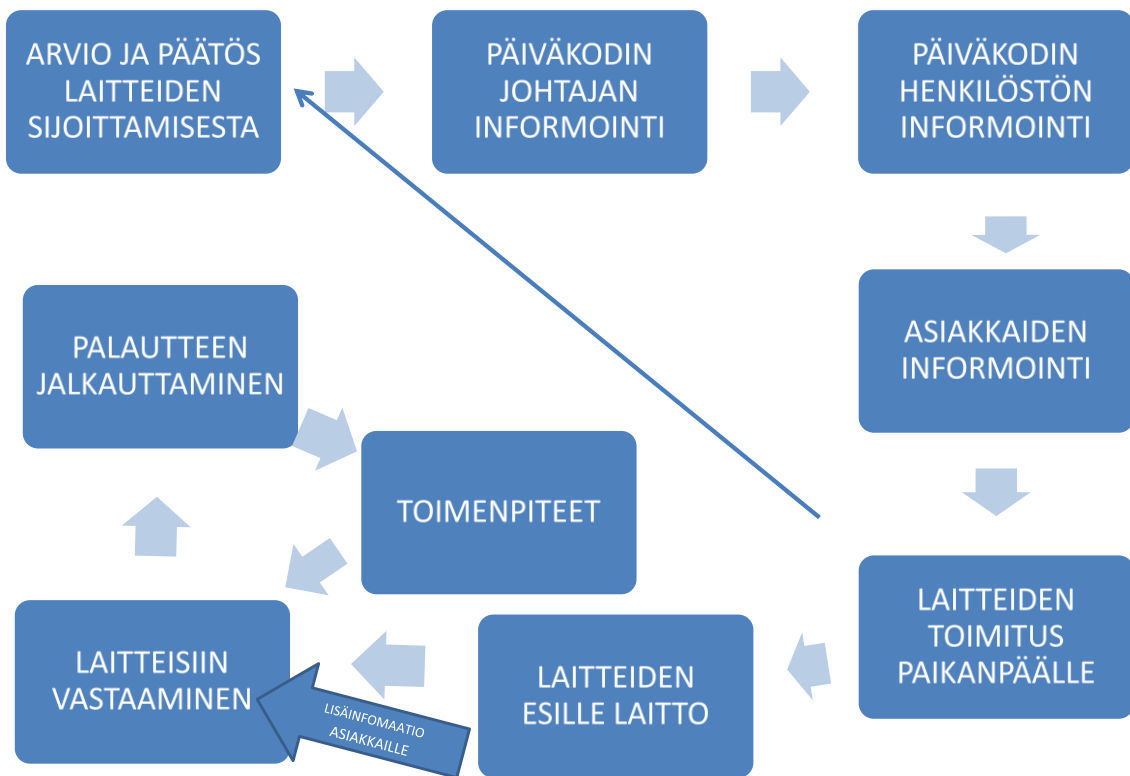 ARVIO JA PÄÄTÖS
LAITTEIDEN
SIJOITTAMISESTA
PÄIVÄKODIN
JOHTAJAN
INFORMOINTI
PÄIVÄKODIN
HENKILÖSTÖN
INFORMOINTI
ASIAKKAIDEN
INFORMOINTI
LAITTEIDEN
TOIMITUS
PAIKANPÄÄLLE
LAITTEIDEN
ESILLE LAITTO
LISÄINFOMAATIO
ASIAKKAILLE
LAITTEISIIN
VASTAAMINEN
PALAUTTEEN
JALKAUTTAMINEN
TOIMENPITEET